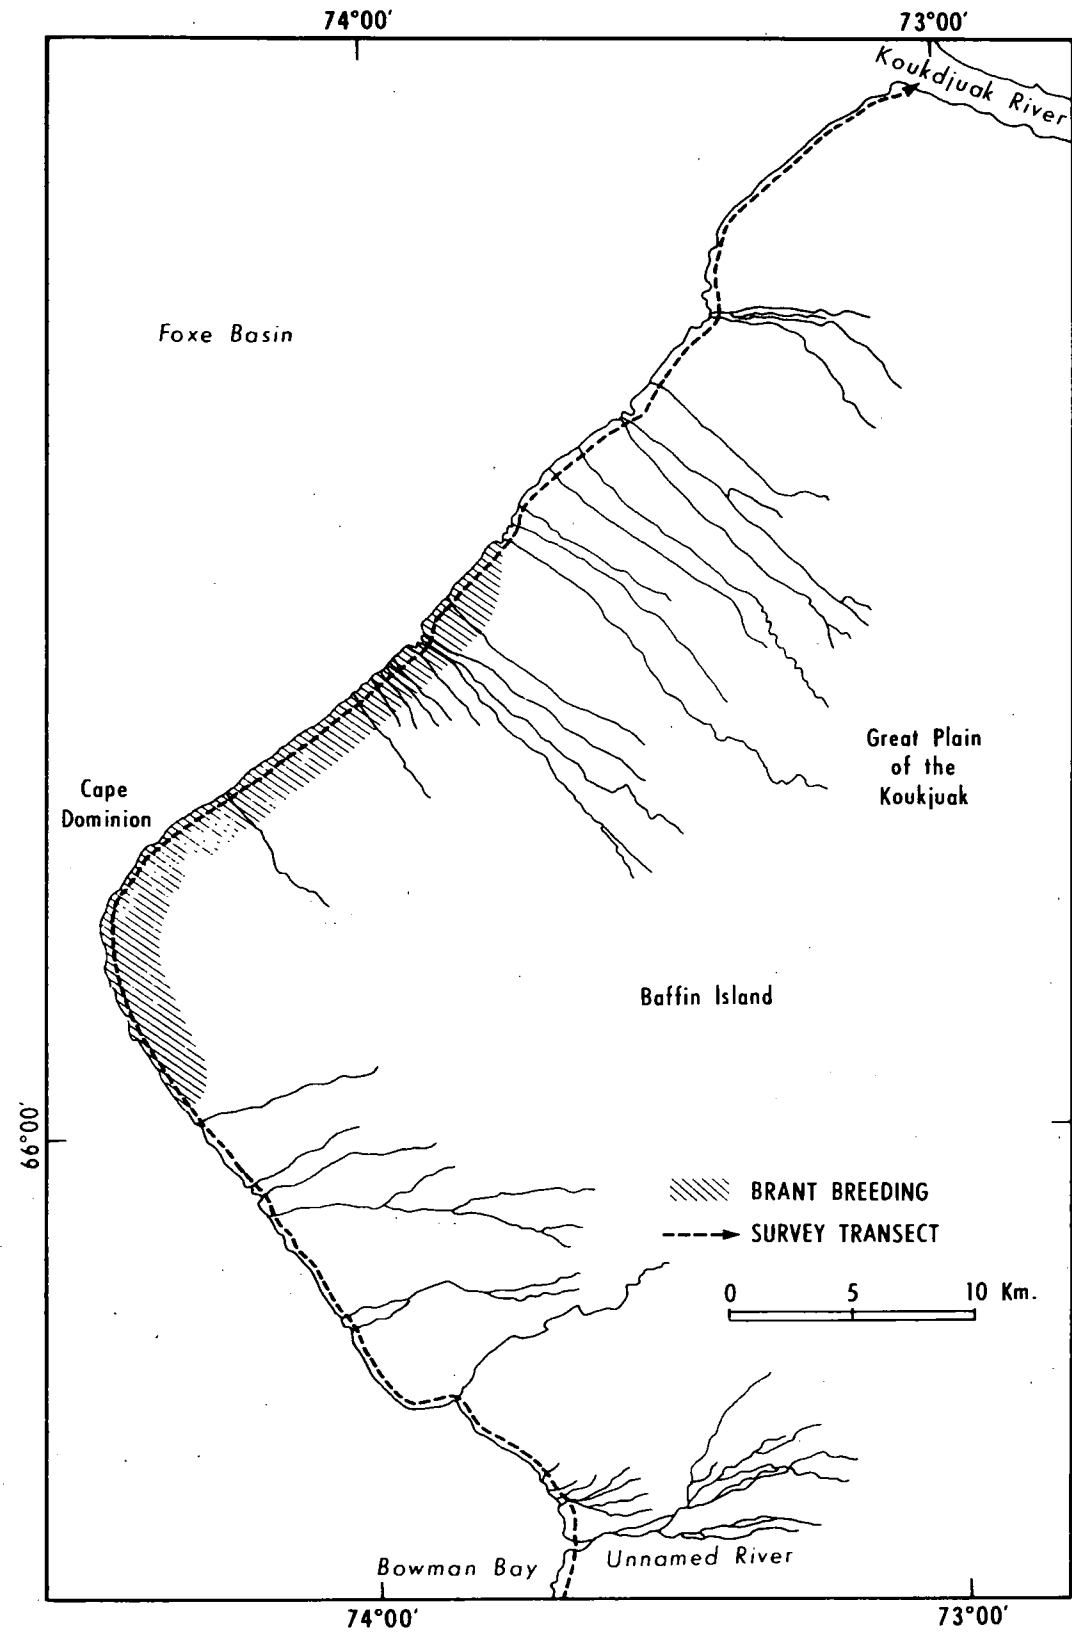 74°00'
73°00'
Koukdjuak River
Foxe Basin
Great Plain
of the
Koukjuak
Cape
Dominion
Baffin Island
66°00'
BRANT BREEDING
SURVEY TRANSECT
0 5 10 Km.
Bowman Bay
Unnamed River
74°00'
73°00'